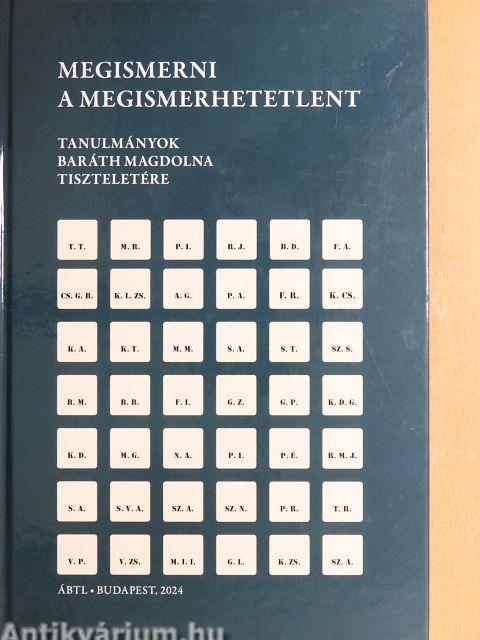 MEGISMERNI
A MEGISMERHETETLENT
TANULMÁNYOK
BARÁTH MAGDOLNA
TISZTELETÉRE
T. T. M. R. P. I. R. J. B. D. F. Á.
CS. G. B. K. L. ZS. A. G. P. A. F. R. K. CS.
K. A. K. T. M. M. S. A. S. T. SZ. S.
B. M. B. B. F. I. G. Z. G. P. K. D. G.
K. D. M. G. N. A. P. I. P. É. R. M. J.
S. A. S. V. A. SZ. A. SZ. N. P. R. T. R.
V. P. V. ZS. M. I. I. G. L. K. ZS. SZ. A.
ÁBTL • BUDAPEST, 2024
Antikvárium.hu